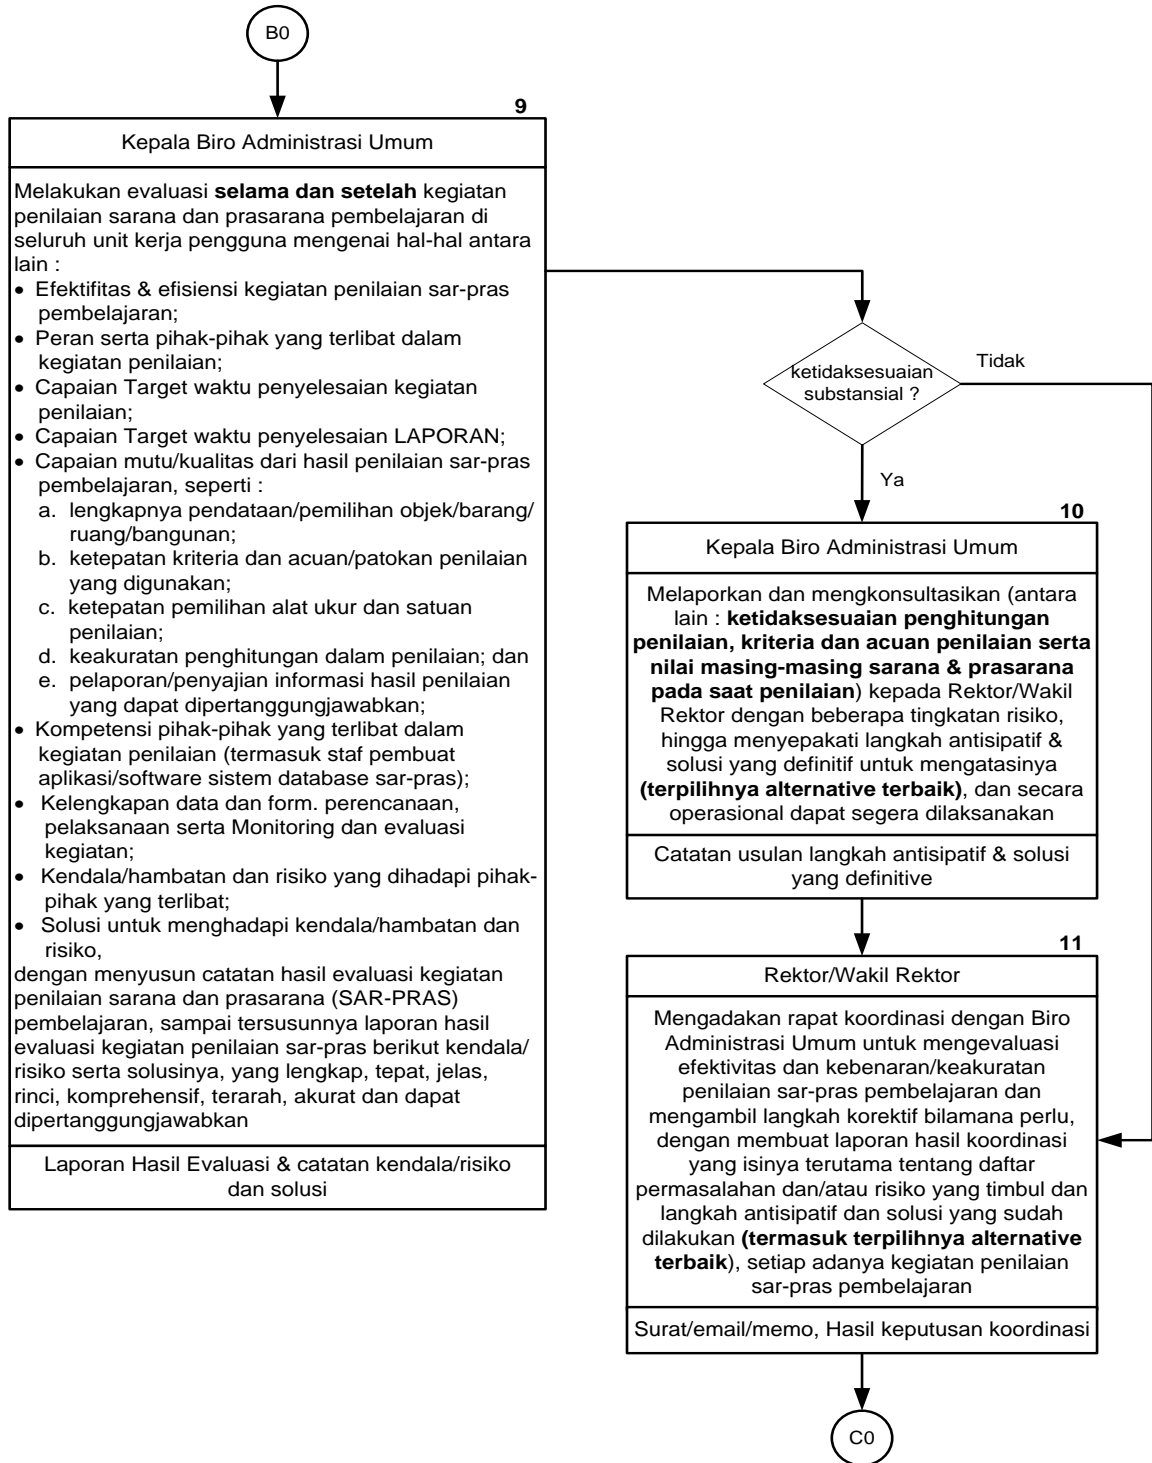 B0
9
Kepala Biro Administrasi Umum
Melakukan evaluasi selama dan setelah kegiatan
penilaian sarana dan prasarana pembelajaran di
seluruh unit kerja pengguna mengenai hal-hal antara
lain :
• Efektifitas & efisiensi kegiatan penilaian sar-pras
pembelajaran;
• Peran serta pihak-pihak yang terlibat dalam
kegiatan penilaian;
• Capaian Target waktu penyelesaian kegiatan
penilaian;
• Capaian Target waktu penyelesaian LAPORAN;
• Capaian mutu/kualitas dari hasil penilaian sar-pras
pembelajaran, seperti :
a. lengkapnya pendataan/pemilihan objek/barang/
ruang/bangunan;
b. ketepatan kriteria dan acuan/patokan penilaian
yang digunakan;
c. ketepatan pemilihan alat ukur dan satuan
penilaian;
d. keakuratan penghitungan dalam penilaian; dan
e. pelaporan/penyajian informasi hasil penilaian
yang dapat dipertanggungjawabkan;
• Kompetensi pihak-pihak yang terlibat dalam
kegiatan penilaian (termasuk staf pembuat
aplikasi/software sistem database sar-pras);
• Kelengkapan data dan form. perencanaan,
pelaksanaan serta Monitoring dan evaluasi
kegiatan;
• Kendala/hambatan dan risiko yang dihadapi pihak-
pihak yang terlibat;
• Solusi untuk menghadapi kendala/hambatan dan
risiko,
dengan menyusun catatan hasil evaluasi kegiatan
penilaian sarana dan prasarana (SAR-PRAS)
pembelajaran, sampai tersusunnya laporan hasil
evaluasi kegiatan penilaian sar-pras berikut kendala/
risiko serta solusinya, yang lengkap, tepat, jelas,
rinci, komprehensif, terarah, akurat dan dapat
dipertanggungjawabkan
Laporan Hasil Evaluasi & catatan kendala/risiko
dan solusi
ketidaksesuaian
substansial ?
Tidak
Ya
10
Kepala Biro Administrasi Umum
Melaporkan dan mengkonsultasikan (antara
lain : ketidaksesuaian penghitungan
penilaian, kriteria dan acuan penilaian serta
nilai masing-masing sarana & prasarana
pada saat penilaian) kepada Rektor/Wakil
Rektor dengan beberapa tingkatan risiko,
hingga menyepakati langkah antisipatif &
solusi yang definitif untuk mengatasinya
(terpilihnya alternative terbaik), dan secara
operasional dapat segera dilaksanakan
Catatan usulan langkah antisipatif & solusi
yang definitive
11
Rektor/Wakil Rektor
Mengadakan rapat koordinasi dengan Biro
Administrasi Umum untuk mengevaluasi
efektivitas dan kebenaran/keakuratan
penilaian sar-pras pembelajaran dan
mengambil langkah korektif bilamana perlu,
dengan membuat laporan hasil koordinasi
yang isinya terutama tentang daftar
permasalahan dan/atau risiko yang timbul dan
langkah antisipatif dan solusi yang sudah
dilakukan (termasuk terpilihnya alternative
terbaik), setiap adanya kegiatan penilaian
sar-pras pembelajaran
Surat/email/memo, Hasil keputusan koordinasi
C0